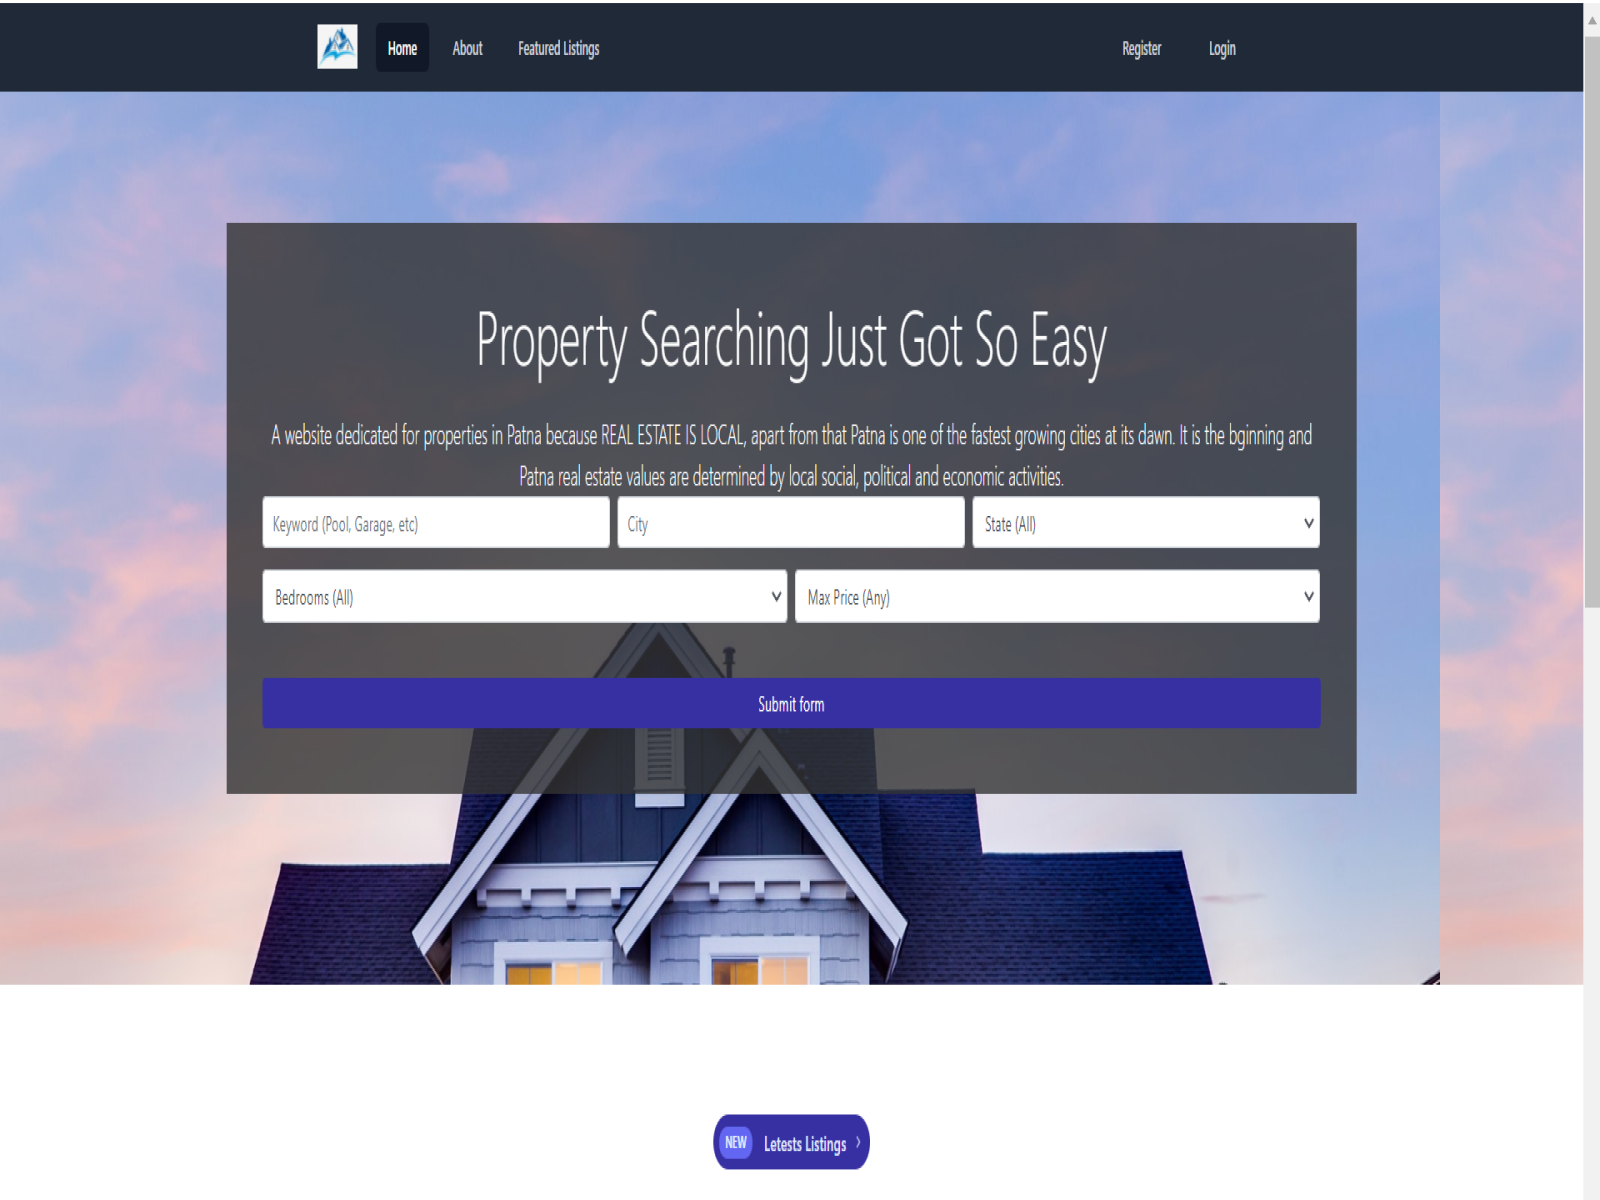 Home About Featured Listings Register Login
Property Searching Just Got So Easy
A website dedicated for properties in Patna because REAL ESTATE IS LOCAL, apart from that Patna is one of the fastest growing cities at its dawn. It is the bginning and
Patna real estate values are determined by local social, political and economic activities.
Keyword (Pool, Garage, etc) City State (All)
Bedrooms (All) Max Price (Any)
Submit form
NEW Letests Listings